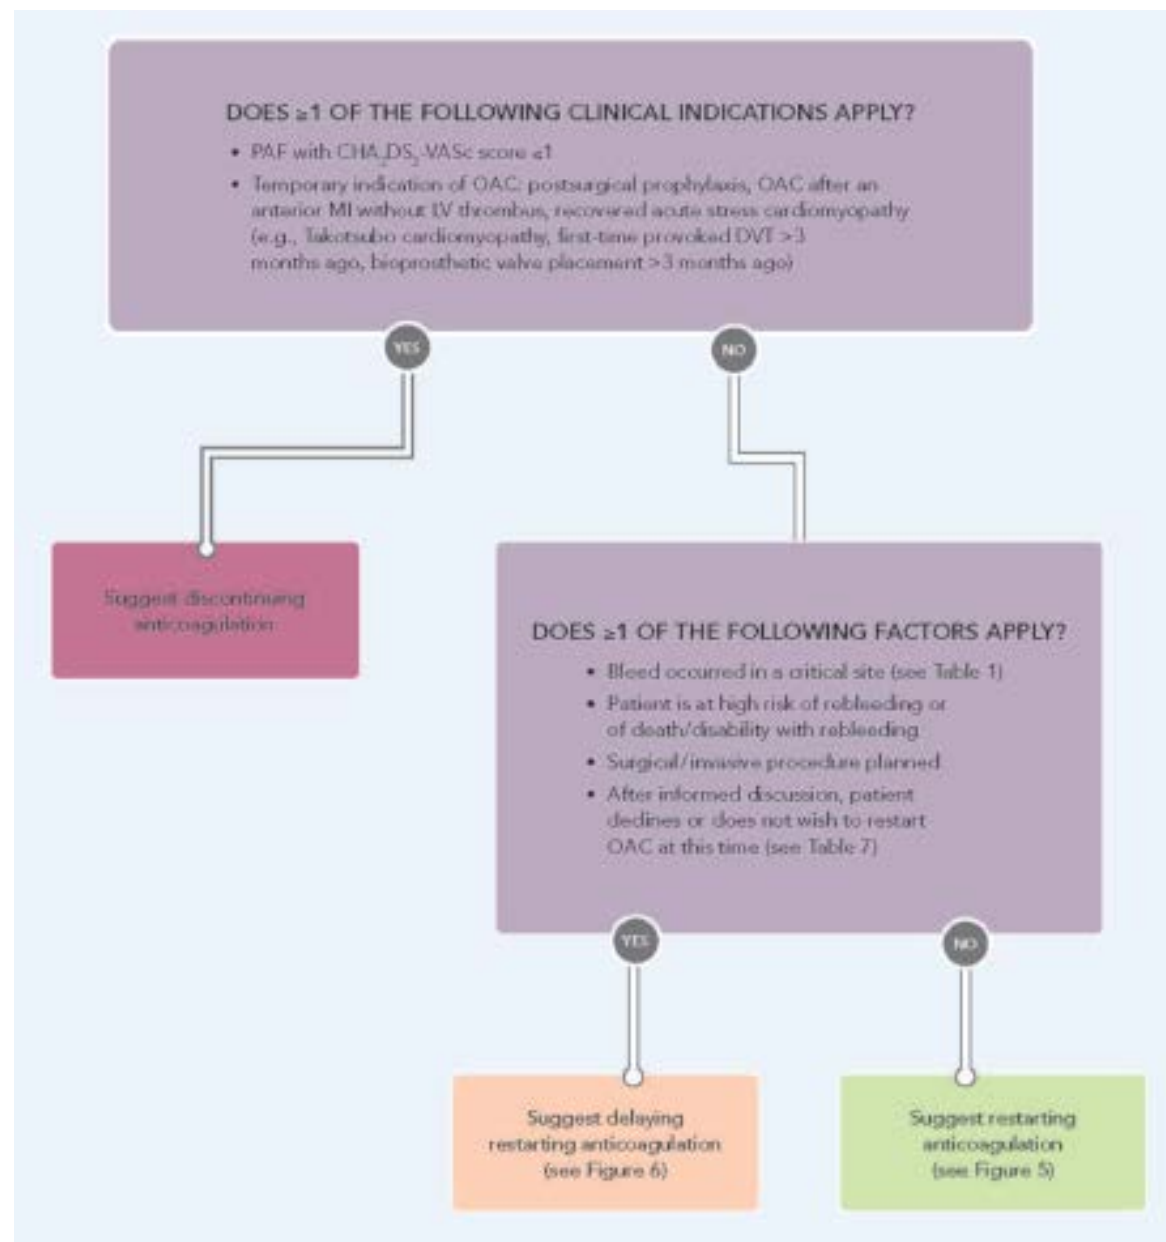 DOES ≥1 OF THE FOLLOWING CLINICAL INDICATIONS APPLY?
• PAF with CHA₂DS₂-VASc score ≤1
• Temporary indication of OAC: postsurgical prophylaxis, OAC after an
anterior MI without LV thrombus, recovered acute stress cardiomyopathy
(e.g., Takotsubo cardiomyopathy, first-time provoked DVT >3
months ago, bioprosthetic valve placement >3 months ago)
YES
NO
Suggest discontinuing
anticoagulation
DOES ≥1 OF THE FOLLOWING FACTORS APPLY?
• Bleed occurred in a critical site (see Table 1)
• Patient is at high risk of rebleeding or
of death/disability with rebleeding
• Surgical/invasive procedure planned
• After informed discussion, patient
declines or does not wish to restart
OAC at this time (see Table 7)
YES
NO
Suggest delaying
restarting anticoagulation
(see Figure 6)
Suggest restarting
anticoagulation
(see Figure 5)